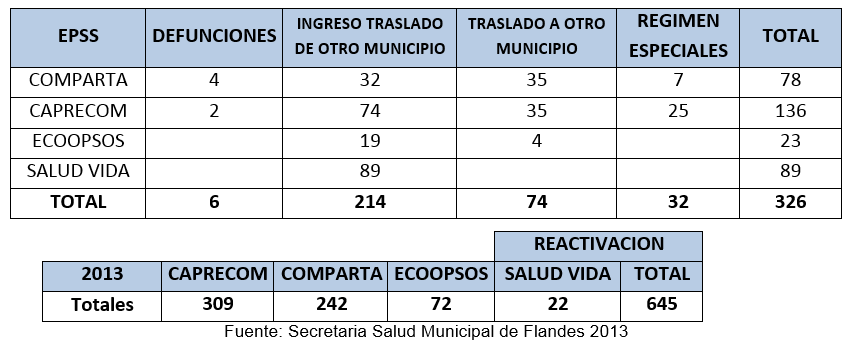 EPSS DEFUNCIONES INGRESO TRASLADO DE OTRO MUNICIPIO TRASLADO A OTRO MUNICIPIO REGIMEN ESPECIALES TOTAL
COMPARTA 4 32 35 7 78
CAPRECOM 2 74 35 25 136
ECOOPSOS 19 4 23
SALUD VIDA 89 89
TOTAL 6 214 74 32 326
REACTIVACION
2013 CAPRECOM COMPARTA ECOOPSOS SALUD VIDA TOTAL
Totales 309 242 72 22 645
Fuente: Secretaria Salud Municipal de Flandes 2013